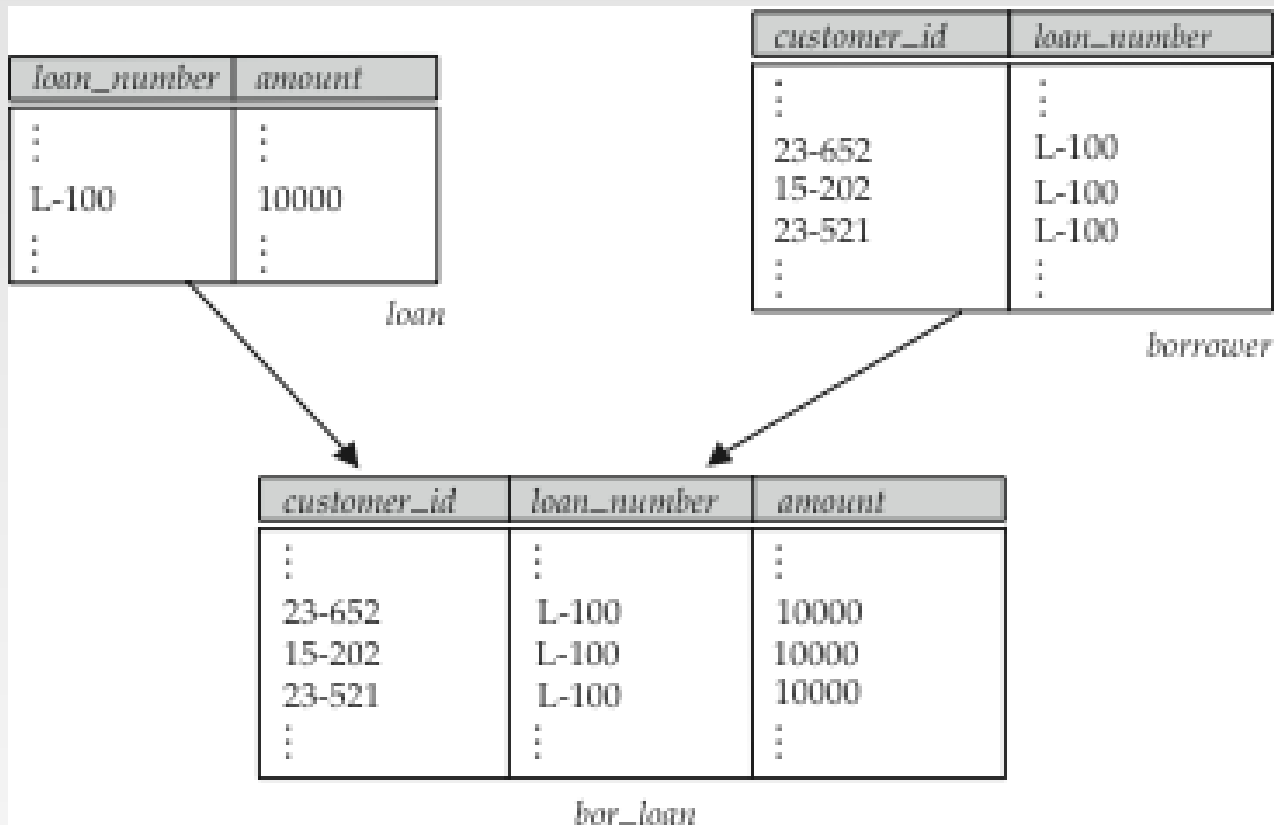 loan_number amount
⋮ ⋮
L-100 10000
⋮ ⋮
loan
customer_id loan_number
⋮ ⋮
23-652 L-100
15-202 L-100
23-521 L-100
⋮ ⋮
borrower
customer_id loan_number amount
⋮ ⋮ ⋮
23-652 L-100 10000
15-202 L-100 10000
23-521 L-100 10000
⋮ ⋮ ⋮
bor_loan